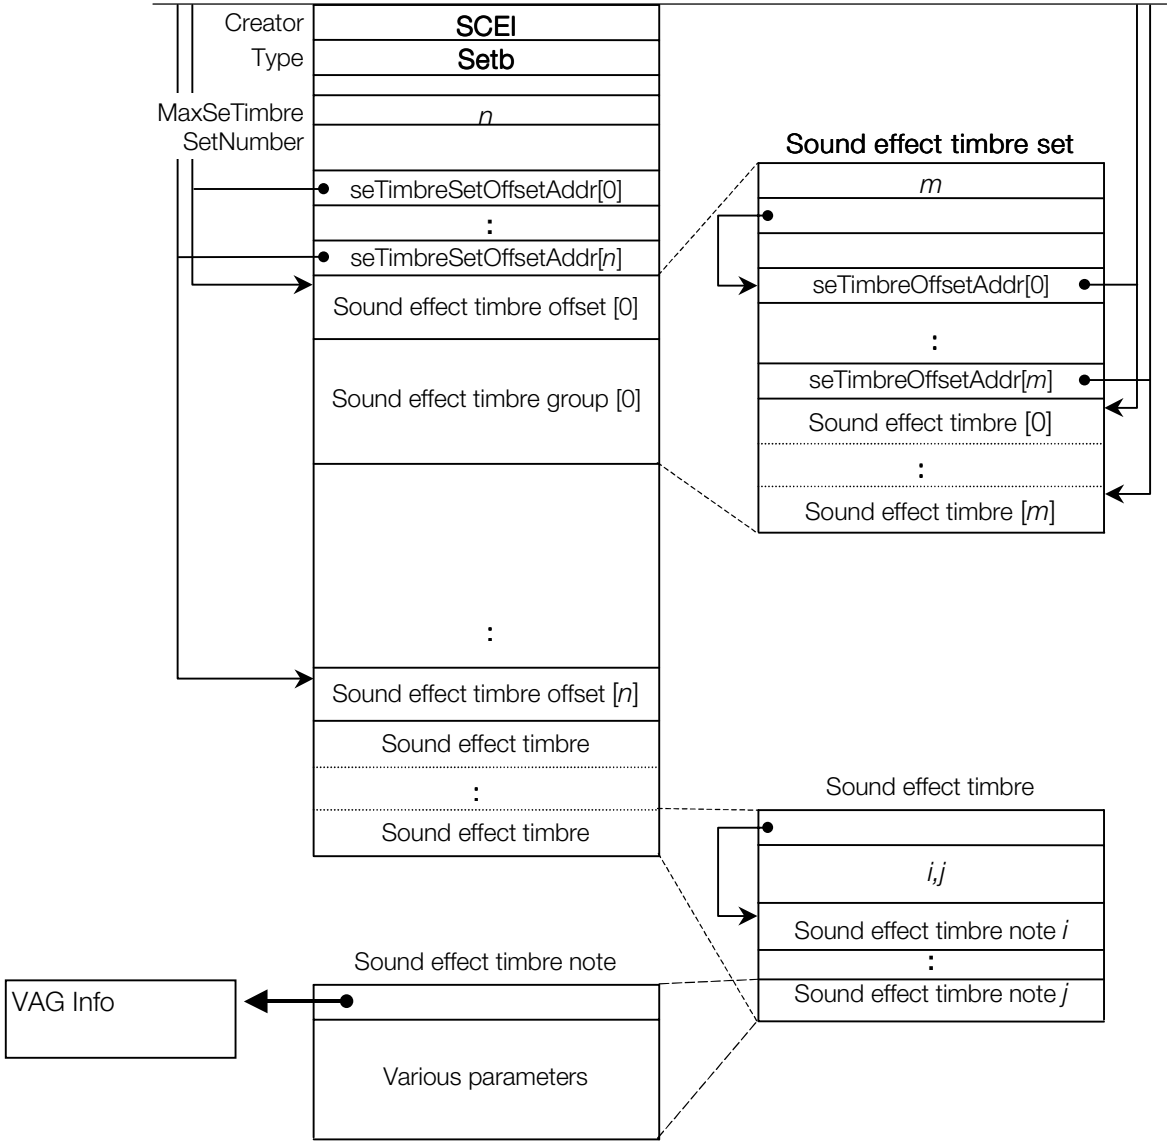 Creator
SCEI
Type
Setb
MaxSeTimbre
SetNumber
n
seTimbreSetOffsetAddr[0]
:
seTimbreSetOffsetAddr[n]
Sound effect timbre offset [0]
Sound effect timbre group [0]
:
Sound effect timbre offset [n]
Sound effect timbre
:
Sound effect timbre
Sound effect timbre set
m
seTimbreOffsetAddr[0]
:
seTimbreOffsetAddr[m]
Sound effect timbre [0]
:
Sound effect timbre [m]
Sound effect timbre
i,j
Sound effect timbre note i
:
Sound effect timbre note j
Sound effect timbre note
Various parameters
VAG Info